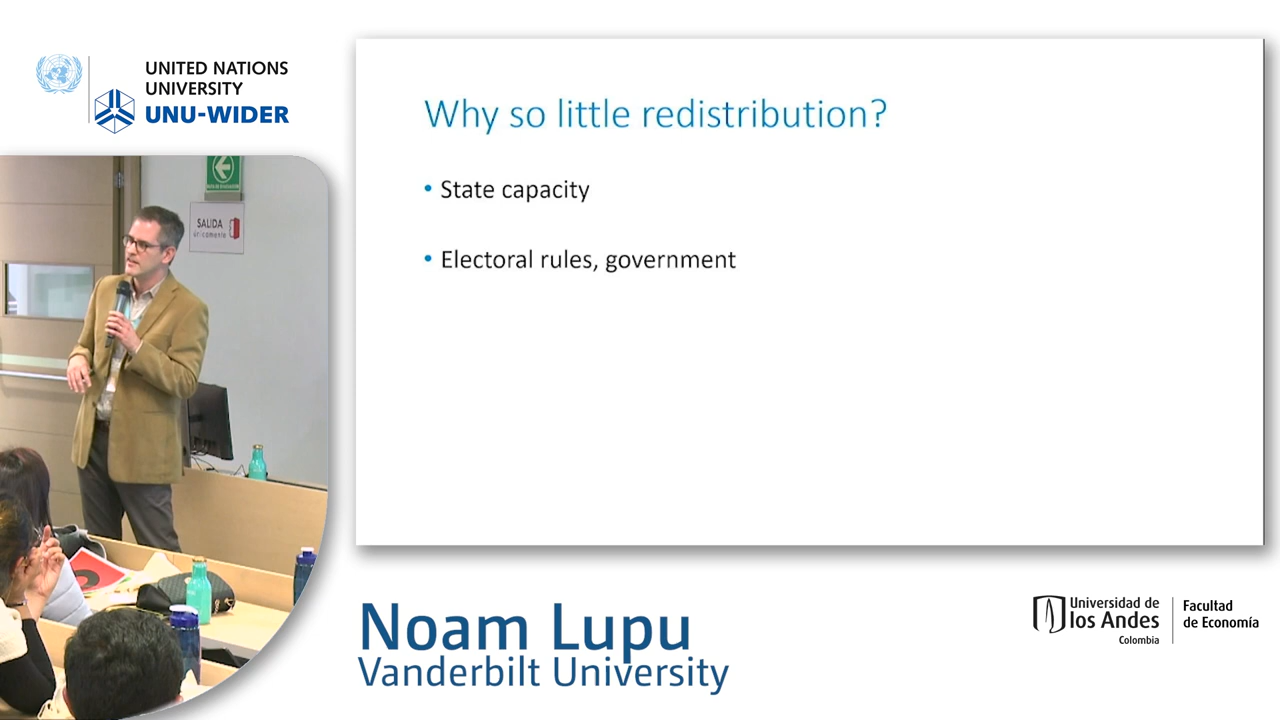 UNITED NATIONS
UNIVERSITY
UNU-WIDER
SALIDA
únicamente
Why so little redistribution?
• State capacity
• Electoral rules, government
Noam Lupu
Vanderbilt University
Universidad de
los Andes
Colombia
Facultad
de Economía